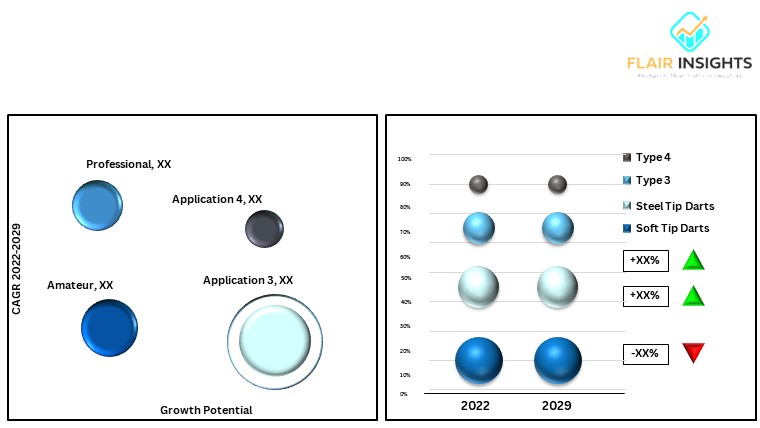 FLAIR INSIGHTS
Professional, XX
Application 4, XX
Amateur, XX
Application 3, XX
CAGR 2022-2029
Growth Potential
100%
90%
80%
70%
60%
50%
40%
30%
20%
10%
0%
2022
2029
Type 4
Type 3
Steel Tip Darts
Soft Tip Darts
+XX%
+XX%
-XX%